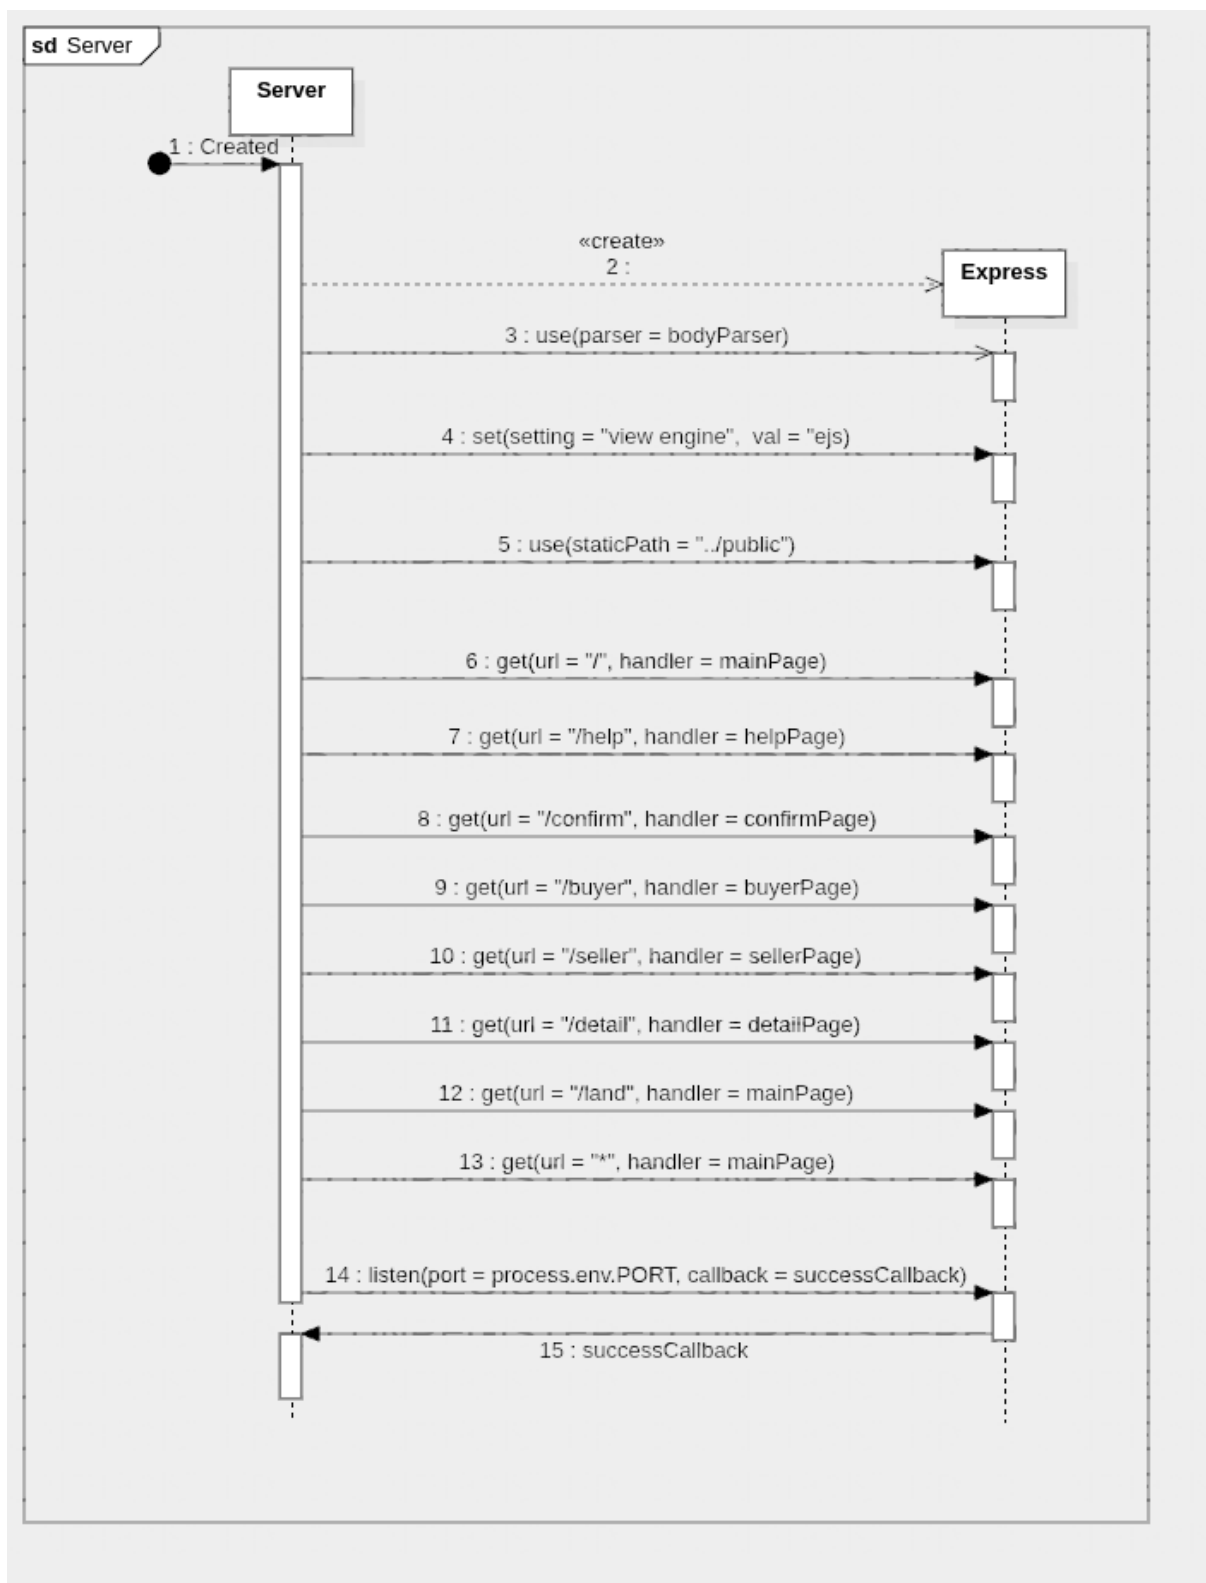 sd Server
Server
1 : Created
«create»
2 :
Express
3 : use(parser = bodyParser)
4 : set(setting = "view engine",  val = "ejs)
5 : use(staticPath = "../public")
6 : get(url = "/", handler = mainPage)
7 : get(url = "/help", handler = helpPage)
8 : get(url = "/confirm", handler = confirmPage)
9 : get(url = "/buyer", handler = buyerPage)
10 : get(url = "/seller", handler = sellerPage)
11 : get(url = "/detail", handler = detailPage)
12 : get(url = "/land", handler = mainPage)
13 : get(url = "*", handler = mainPage)
14 : listen(port = process.env.PORT, callback = successCallback)
15 : successCallback